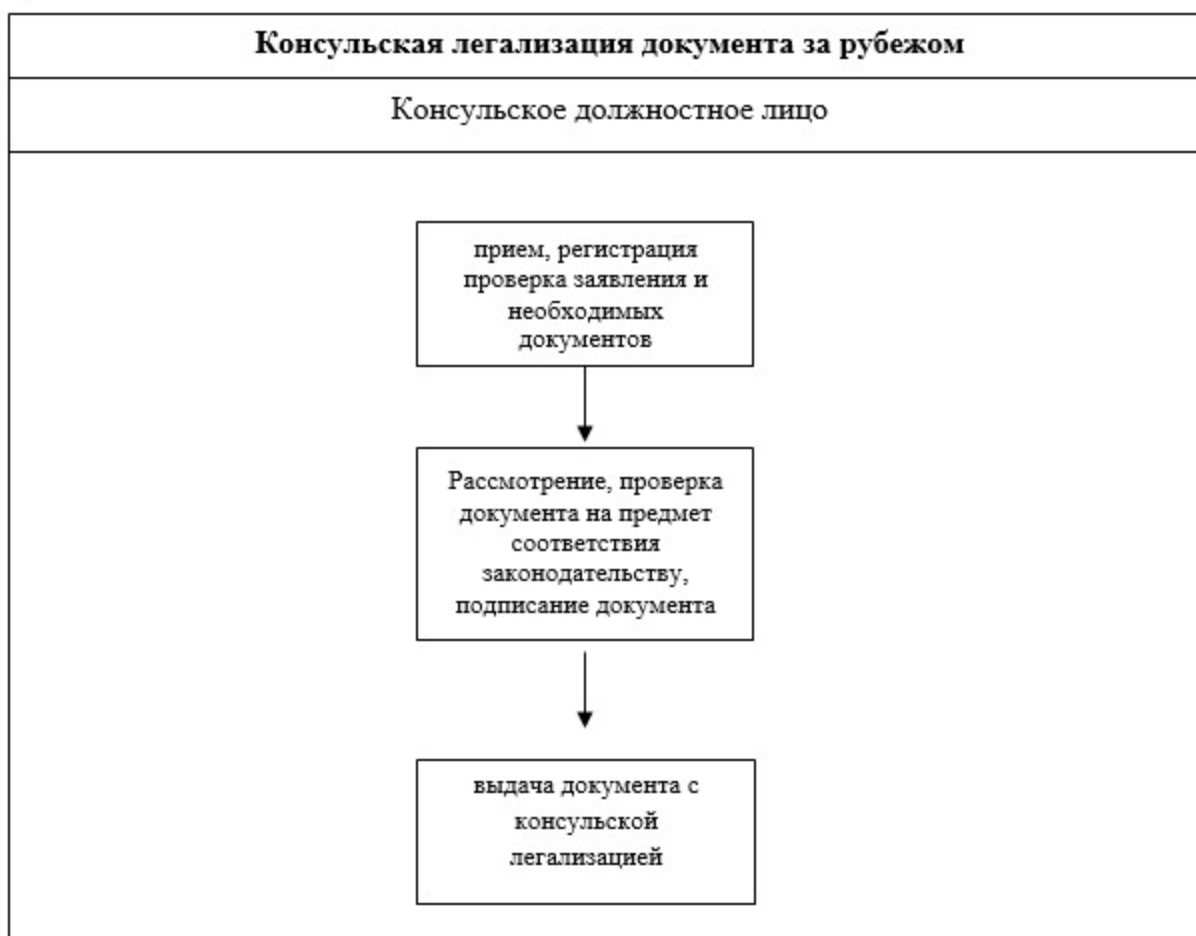 Консульская легализация документа за рубежом
Консульское должностное лицо
прием, регистрация
проверка заявления и
необходимых
документов
Рассмотрение, проверка
документа на предмет
соответствия
законодательству,
подписание документа
выдача документа с
консульской
легализацией